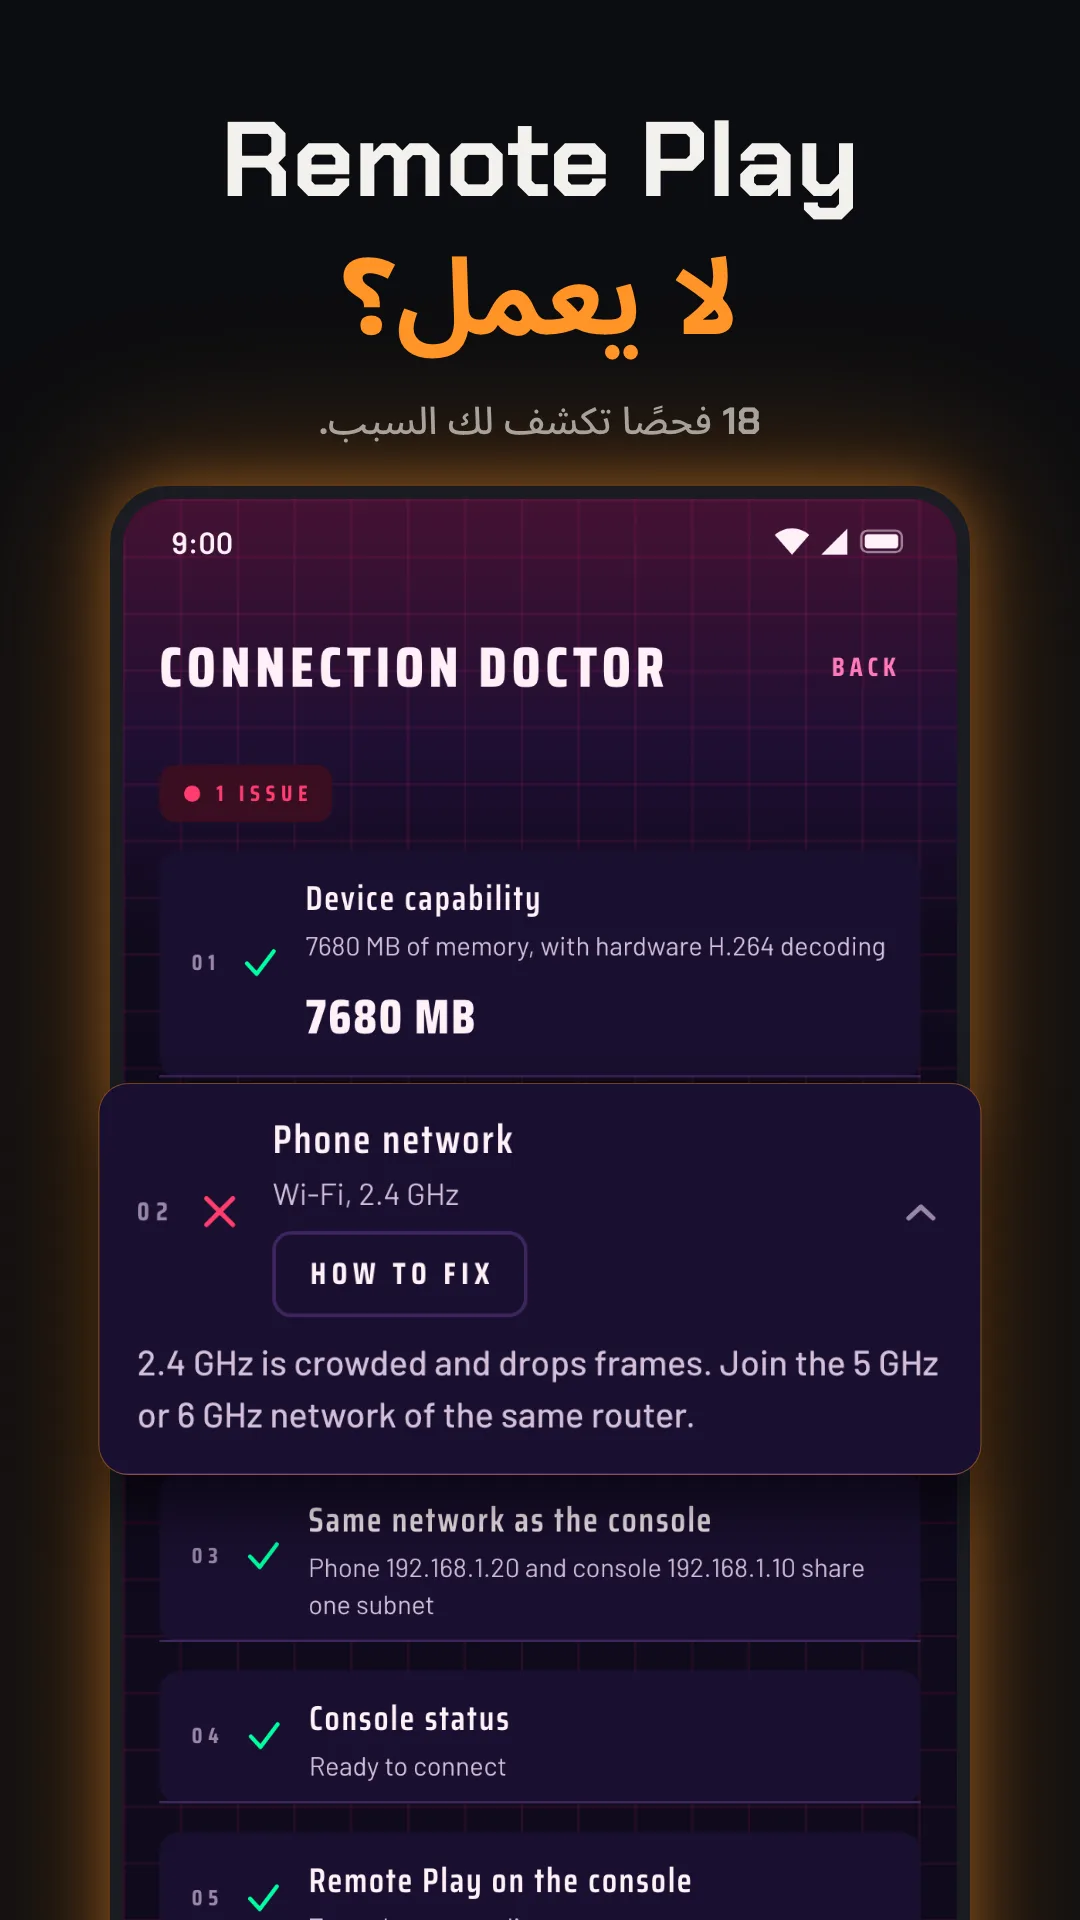 Remote Play
لا يعمل؟
18 فحصًا تكشف لك السبب.
9:00
CONNECTION DOCTOR
BACK
1 ISSUE
Device capability
01
7680 MB of memory, with hardware H.264 decoding
7680 MB
Phone network
02
Wi-Fi, 2.4 GHz
HOW TO FIX
2.4 GHz is crowded and drops frames. Join the 5 GHz
or 6 GHz network of the same router.
Same network as the console
03
Phone 192.168.1.20 and console 192.168.1.10 share
one subnet
Console status
04
Ready to connect
Remote Play on the console
05